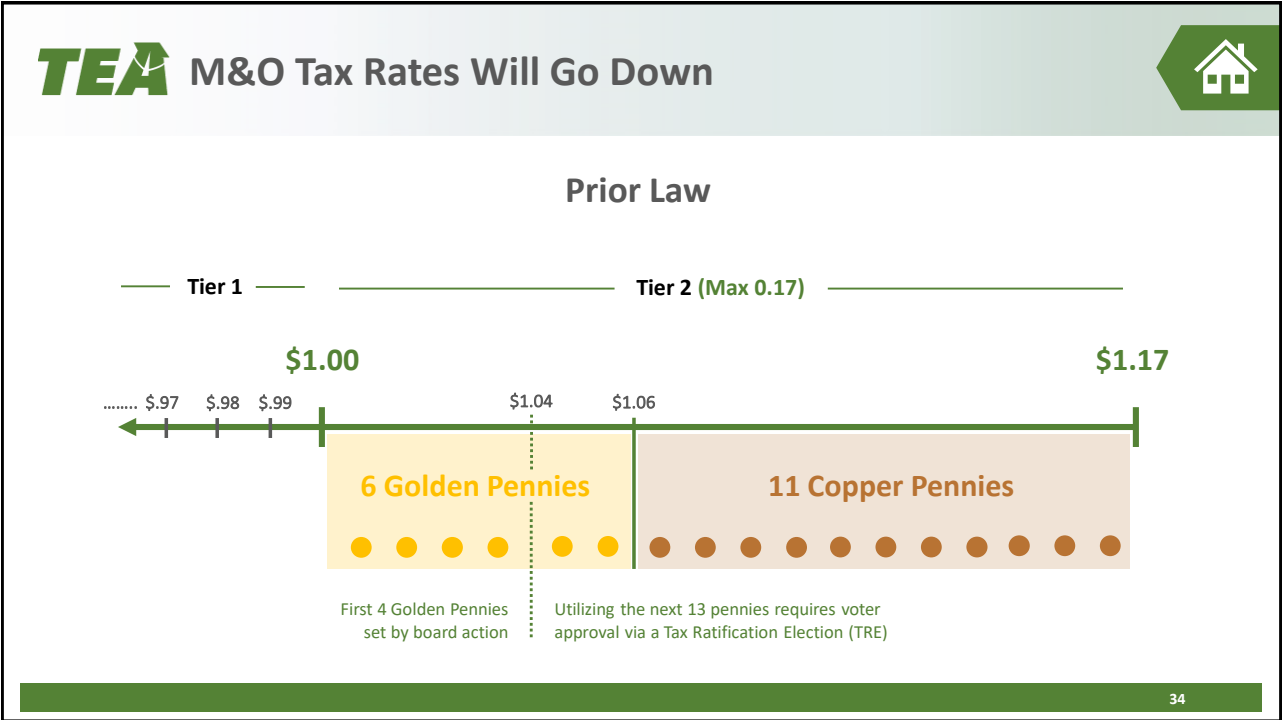 TEA M&O Tax Rates Will Go Down
Prior Law
Tier 1
Tier 2 (Max 0.17)
$1.00
$1.17
........ $.97 $.98 $.99
$1.04
$1.06
6 Golden Pennies
11 Copper Pennies
First 4 Golden Pennies
set by board action
Utilizing the next 13 pennies requires voter
approval via a Tax Ratification Election (TRE)
34